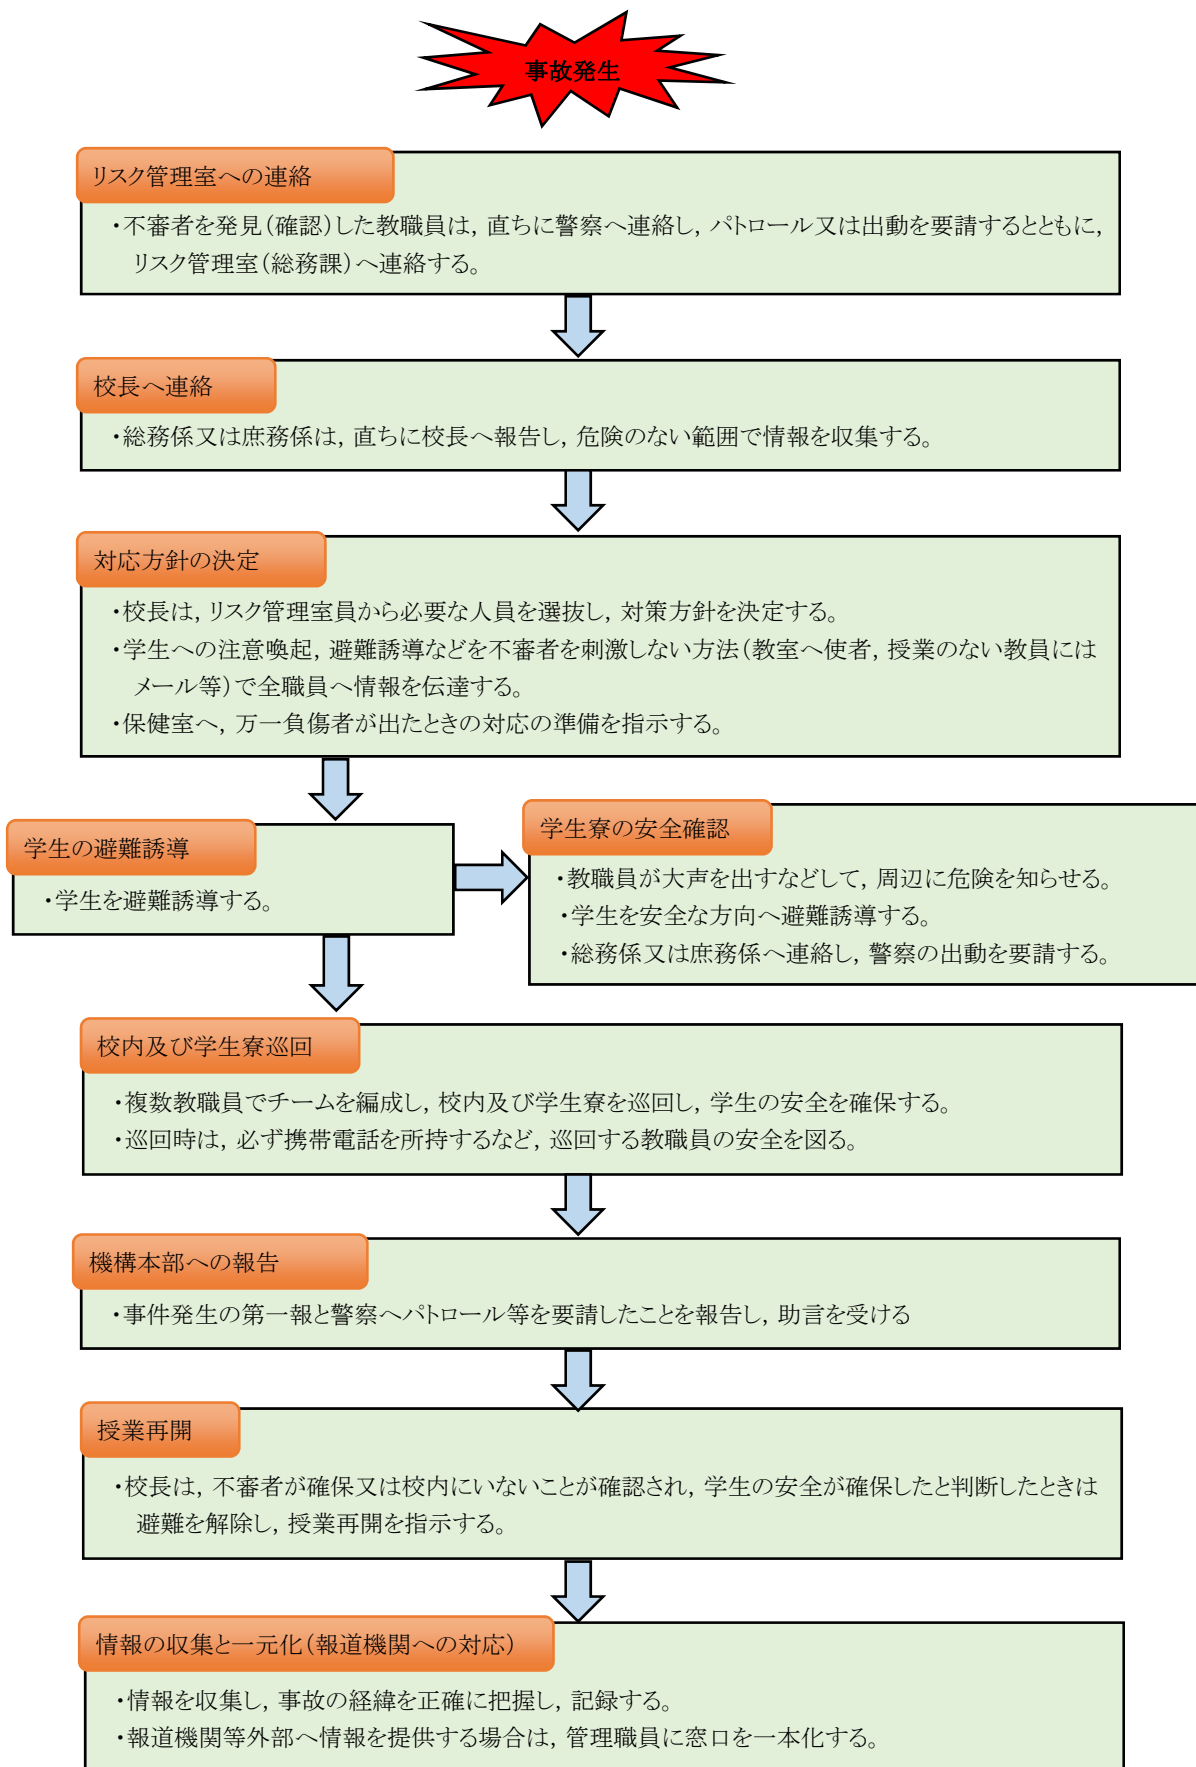 事故発生
リスク管理室への連絡
・不審者を発見(確認)した教職員は,直ちに警察へ連絡し,パトロール又は出動を要請するとともに,
リスク管理室(総務課)へ連絡する。
校長へ連絡
・総務係又は庶務係は,直ちに校長へ報告し,危険のない範囲で情報を収集する。
対応方針の決定
・校長は,リスク管理室員から必要な人員を選抜し,対策方針を決定する。
・学生への注意喚起,避難誘導などを不審者を刺激しない方法(教室へ使者,授業のない教員には
メール等)で全職員へ情報を伝達する。
・保健室へ,万一負傷者が出たときの対応の準備を指示する。
学生の避難誘導
・学生を避難誘導する。
学生寮の安全確認
・教職員が大声を出すなどして,周辺に危険を知らせる。
・学生を安全な方向へ避難誘導する。
・総務係又は庶務係へ連絡し,警察の出動を要請する。
校内及び学生寮巡回
・複数教職員でチームを編成し,校内及び学生寮を巡回し,学生の安全を確保する。
・巡回時は,必ず携帯電話を所持するなど,巡回する教職員の安全を図る。
機構本部への報告
・事件発生の第一報と警察へパトロール等を要請したことを報告し,助言を受ける
授業再開
・校長は,不審者が確保又は校内にいないことが確認され,学生の安全が確保したと判断したときは
避難を解除し,授業再開を指示する。
情報の収集と一元化(報道機関への対応)
・情報を収集し,事故の経緯を正確に把握し,記録する。
・報道機関等外部へ情報を提供する場合は,管理職員に窓口を一本化する。